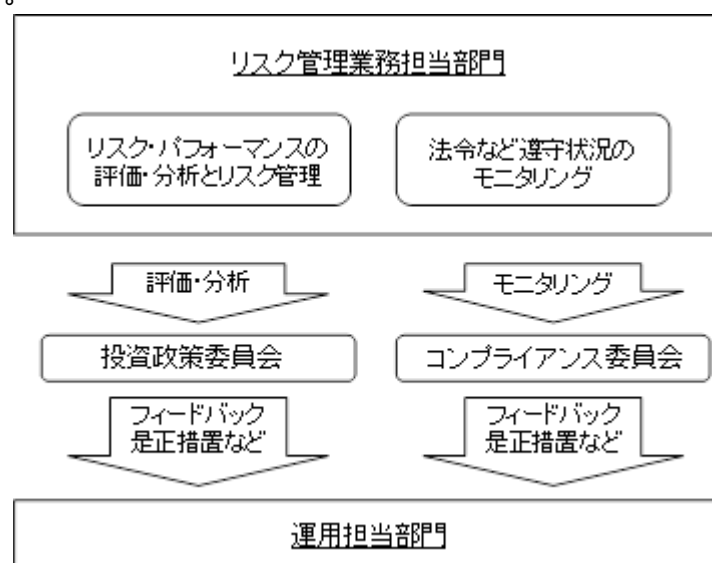 。
リスク管理業務担当部門
リスク・パフォーマンスの
評価・分析とリスク管理
法令など遵守状況の
モニタリング
評価・分析
モニタリング
投資政策委員会
コンプライアンス委員会
フィードバック
是正措置など
フィードバック
是正措置など
運用担当部門